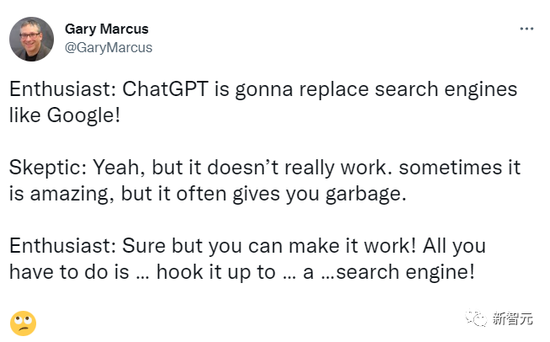 Gary Marcus
@GaryMarcus
Enthusiast: ChatGPT is gonna replace search engines
like Google!
Skeptic: Yeah, but it doesn’t really work. sometimes it
is amazing, but it often gives you garbage.
Enthusiast: Sure but you can make it work! All you
have to do is … hook it up to … a …search engine!
新智元